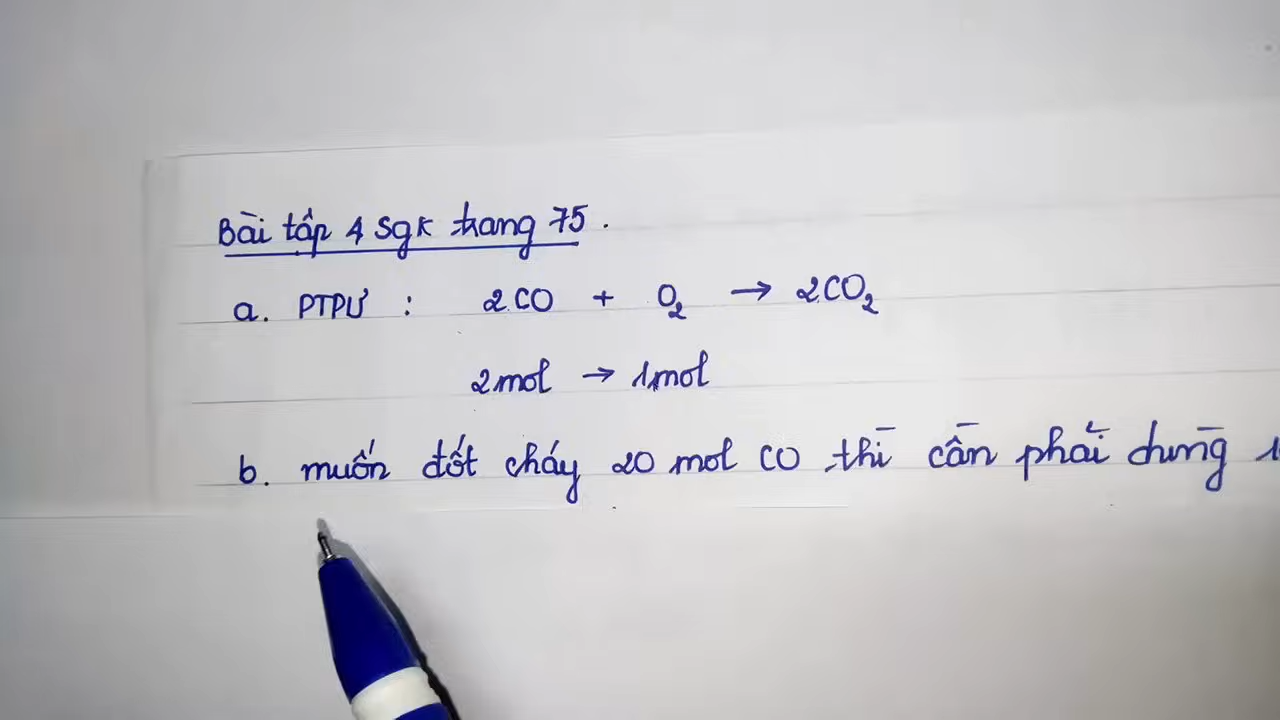 Bài tập 4 Sgk trang 75.
a. PTPƯ : 2CO + O₂ → 2CO₂
2mol → 1mol
b. muốn đốt cháy 20 mol CO thì cần phải dùng